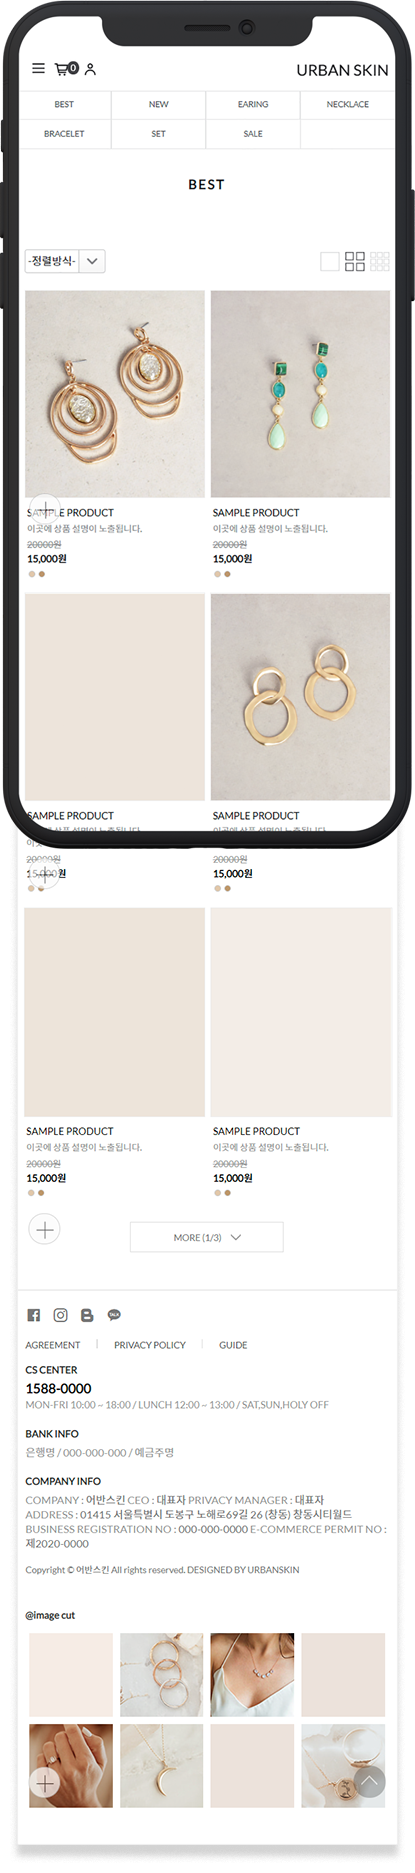 0
URBAN SKIN
BEST NEW EARING NECKLACE
BRACELET SET SALE
BEST
-정렬방식-
SAMPLE PRODUCT
이곳에 상품 설명이 노출됩니다.
20000원
15,000원
SAMPLE PRODUCT
이곳에 상품 설명이 노출됩니다.
20000원
15,000원
SAMPLE PRODUCT
20000원
15,000원
SAMPLE PRODUCT
20000원
15,000원
SAMPLE PRODUCT
이곳에 상품 설명이 노출됩니다.
20000원
15,000원
SAMPLE PRODUCT
이곳에 상품 설명이 노출됩니다.
20000원
15,000원
MORE (1/3)
TALK
AGREEMENT PRIVACY POLICY GUIDE
CS CENTER
1588-0000
MON-FRI 10:00 ~ 18:00 / LUNCH 12:00 ~ 13:00 / SAT,SUN,HOLY OFF
BANK INFO
은행명 / 000-000-000 / 예금주명
COMPANY INFO
COMPANY : 어반스킨 CEO : 대표자 PRIVACY MANAGER : 대표자
ADDRESS : 01415 서울특별시 도봉구 노해로69길 26 (창동) 창동시티월드
BUSINESS REGISTRATION NO : 000-000-0000 E-COMMERCE PERMIT NO :
제2020-0000
Copyright © 어반스킨 All rights reserved. DESIGNED BY URBANSKIN
@image cut